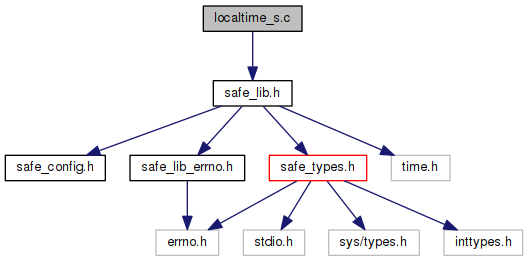 localtime_s.c
safe_lib.h
safe_config.h
safe_lib_errno.h
safe_types.h
time.h
errno.h
stdio.h
sys/types.h
inttypes.h